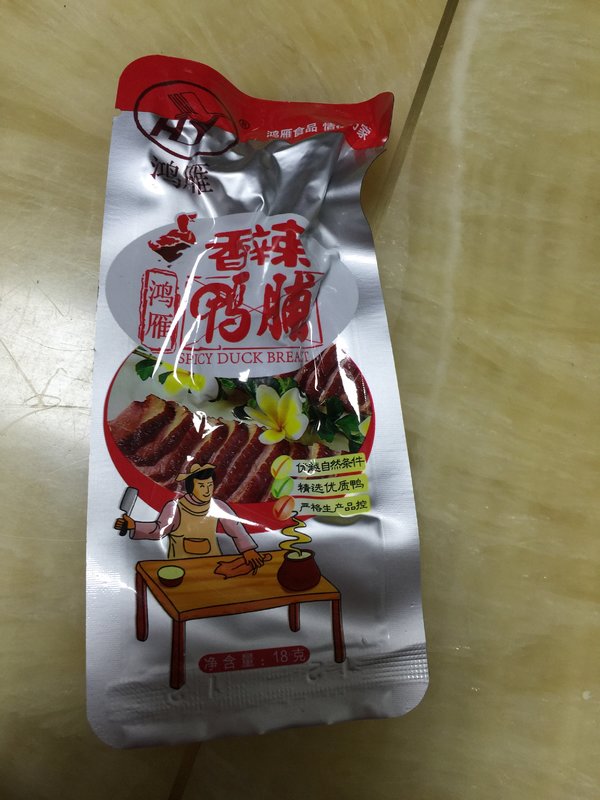 HY
®
鸿雁
鸿雁食品 情
家
香辣
鸭脯
鸿雁
SPICY DUCK BREAST
优越自然条件
精选优质鸭
严格生产品控
净含量：18克